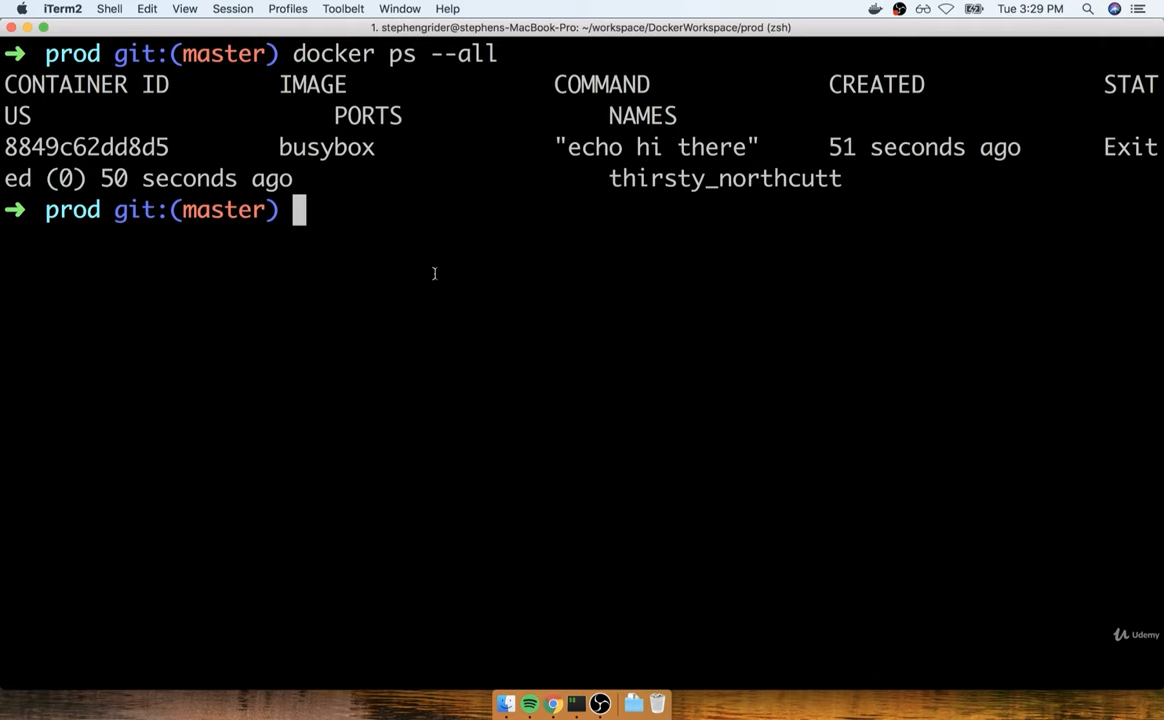 iTerm2 Shell Edit View Session Profiles Toolbelt Window Help Tue 3:29 PM
1. stephengrider@stephens-MacBook-Pro: ~/workspace/DockerWorkspace/prod (zsh)
➜ prod git:(master) docker ps --all
CONTAINER ID IMAGE COMMAND CREATED STAT
US PORTS NAMES
8849c62dd8d5 busybox "echo hi there" 51 seconds ago Exit
ed (0) 50 seconds ago thirsty_northcutt
➜ prod git:(master)
Udemy